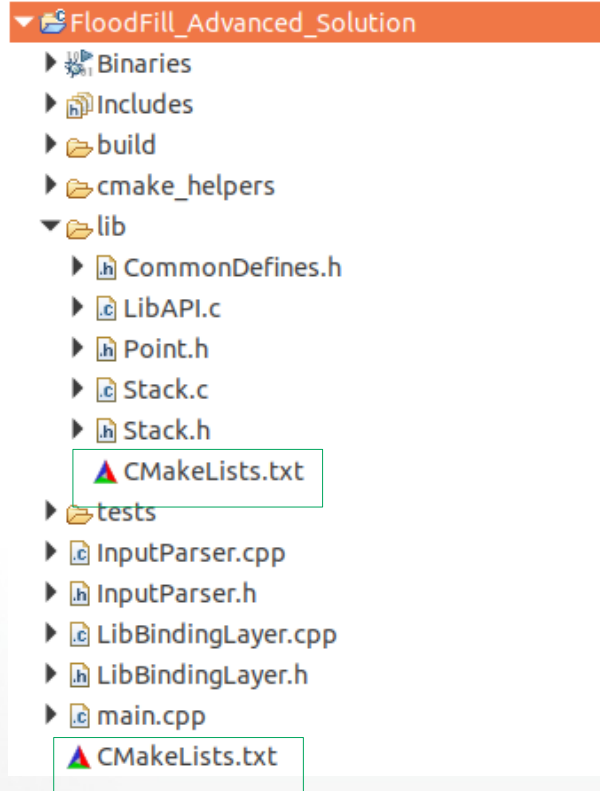 FloodFill_Advanced_Solution
Binaries
Includes
build
cmake_helpers
lib
CommonDefines.h
LibAPI.c
Point.h
Stack.c
Stack.h
CMakeLists.txt
tests
InputParser.cpp
InputParser.h
LibBindingLayer.cpp
LibBindingLayer.h
main.cpp
CMakeLists.txt